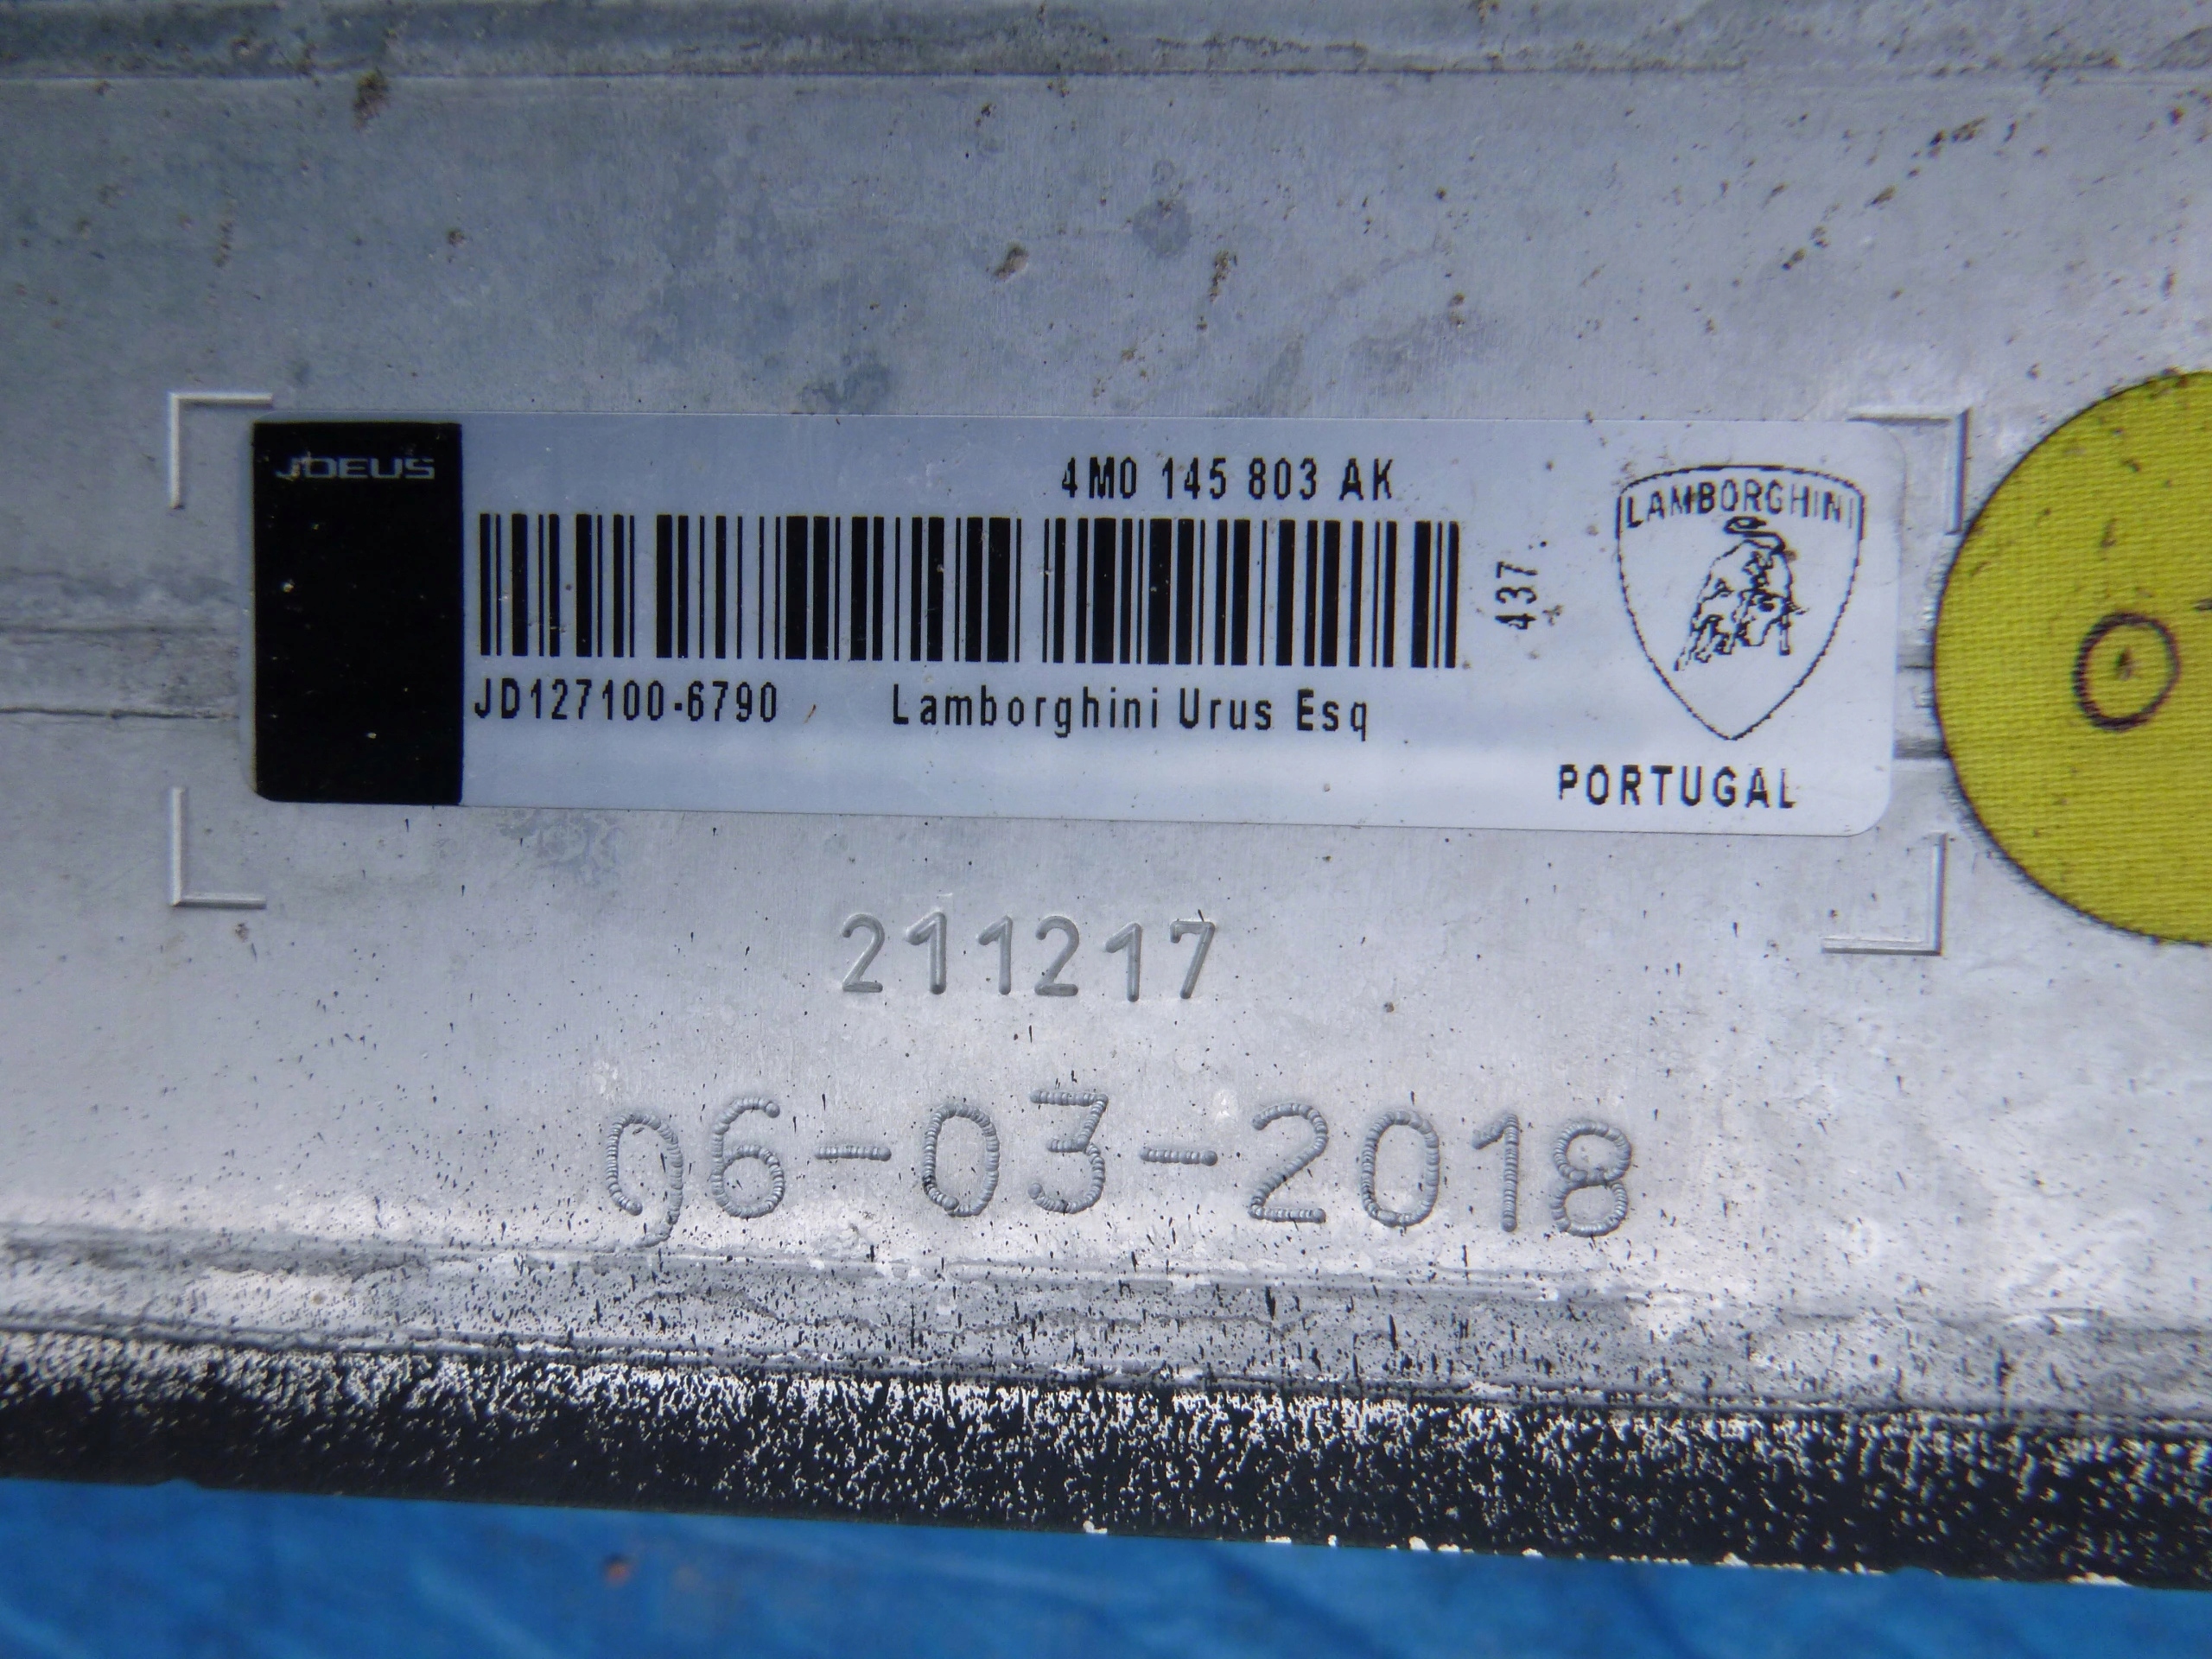 JDEUS
4M0 145 803 AK
437
LAMBORGHINI
JD127100-6790
Lamborghini Urus Esq
PORTUGAL
211217
06-03-2018